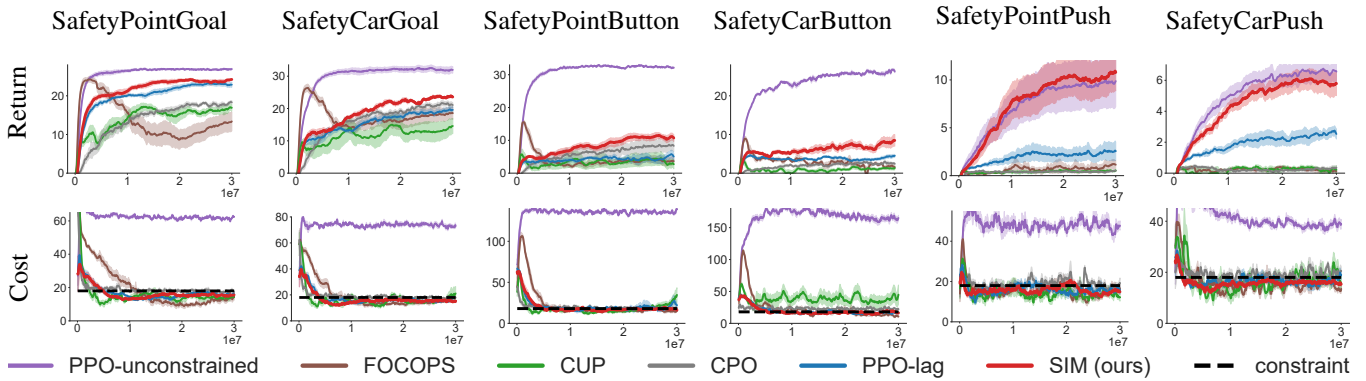 SafetyPointGoal SafetyCarGoal SafetyPointButton SafetyCarButton SafetyPointPush SafetyCarPush
Return
20
10
0
0 1 2 3
1e7
30
20
10
0
0 1 2 3
1e7
30
20
10
0
0 1 2 3
1e7
30
20
10
0
0 1 2 3
1e7
10
5
0
0 1 2 3
1e7
6
4
2
0
0 1 2 3
1e7
Cost
60
40
20
0
0 1 2 3
1e7
80
60
40
20
0
0 1 2 3
1e7
150
100
50
0
0 1 2 3
1e7
150
100
50
0
0 1 2 3
1e7
40
20
0
0 1 2 3
1e7
40
20
0
0 1 2 3
1e7
PPO-unconstrained FOCOPS CUP CPO PPO-lag SIM (ours) constraint